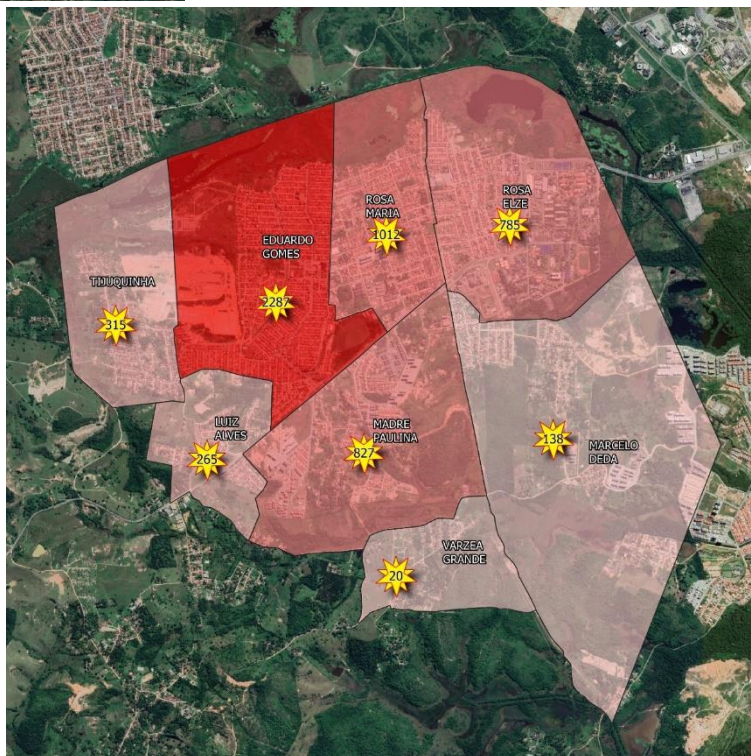 ROSA
MARIA
1012
ROSA
ELZE
785
EDUARDO
GOMES
2287
TIJUQUINHA
315
LUIZ
ALVES
265
MADRE
PAULINA
827
138
MARCELO
DEDA
VARZEA
GRANDE
20